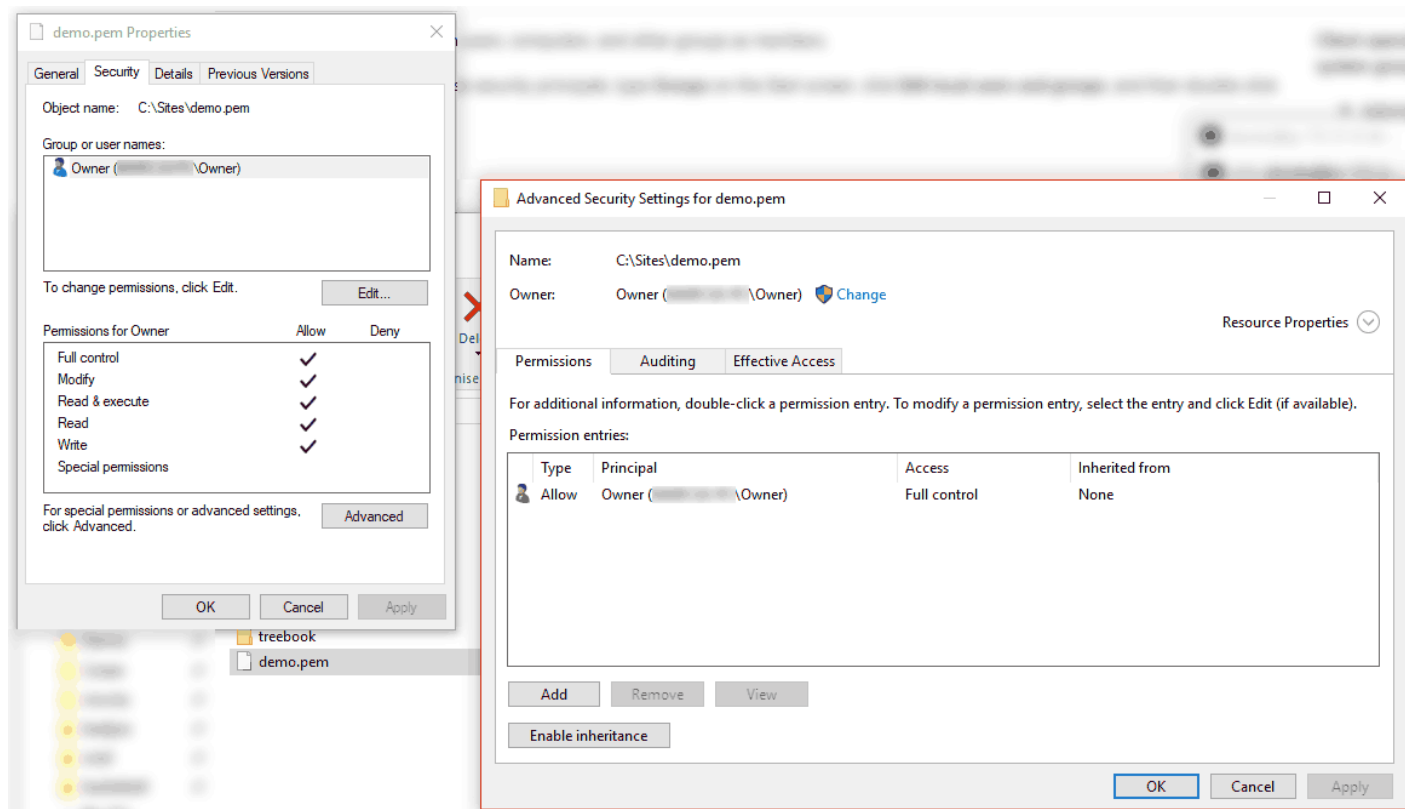 demo.pem Properties
General Security Details Previous Versions
Object name: C:\Sites\demo.pem
Group or user names:
Owner ( \Owner)
To change permissions, click Edit.
Edit...
Permissions for Owner Allow Deny
Full control
Modify
Read & execute
Read
Write
Special permissions
For special permissions or advanced settings,
click Advanced.
Advanced
OK Cancel Apply
treebook
demo.pem
Del
nise
Advanced Security Settings for demo.pem
Name: C:\Sites\demo.pem
Owner: Owner ( \Owner) Change
Resource Properties
Permissions Auditing Effective Access
For additional information, double-click a permission entry. To modify a permission entry, select the entry and click Edit (if available).
Permission entries:
Type Principal Access Inherited from
Allow Owner ( \Owner) Full control None
Add Remove View
Enable inheritance
OK Cancel Apply